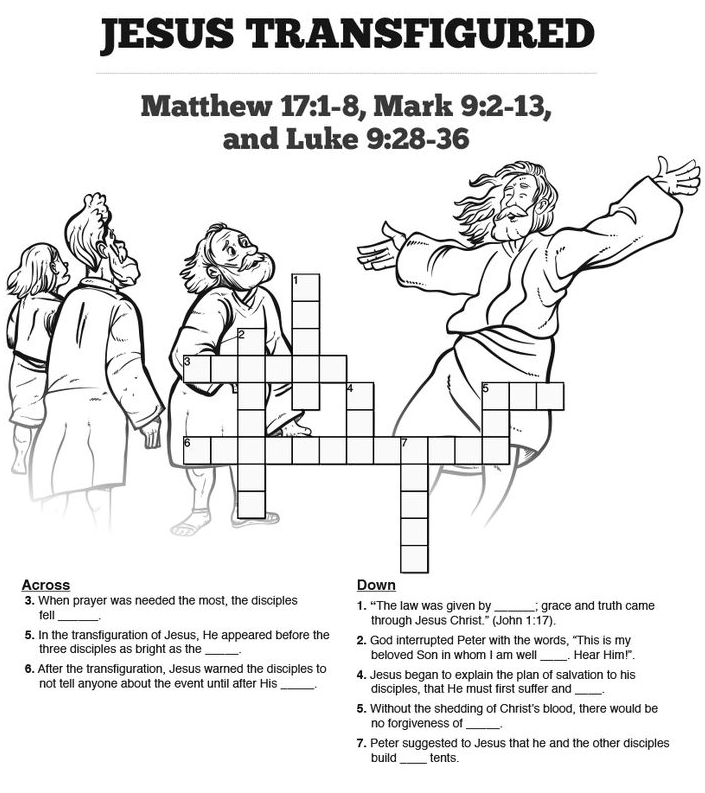 JESUS TRANSFIGURED
Matthew 17:1-8, Mark 9:2-13,
and Luke 9:28-36
1
2
3
4
5
6
7
Across
3. When prayer was needed the most, the disciples
fell ______.
5. In the transfiguration of Jesus, He appeared before the
three disciples as bright as the _____.
6. After the transfiguration, Jesus warned the disciples to
not tell anyone about the event until after His _____.
Down
1. “The law was given by ______; grace and truth came
through Jesus Christ.” (John 1:17).
2. God interrupted Peter with the words, “This is my
beloved Son in whom I am well ____. Hear Him!”.
4. Jesus began to explain the plan of salvation to his
disciples, that He must first suffer and ____.
5. Without the shedding of Christ’s blood, there would be
no forgiveness of _____.
7. Peter suggested to Jesus that he and the other disciples
build ____ tents.